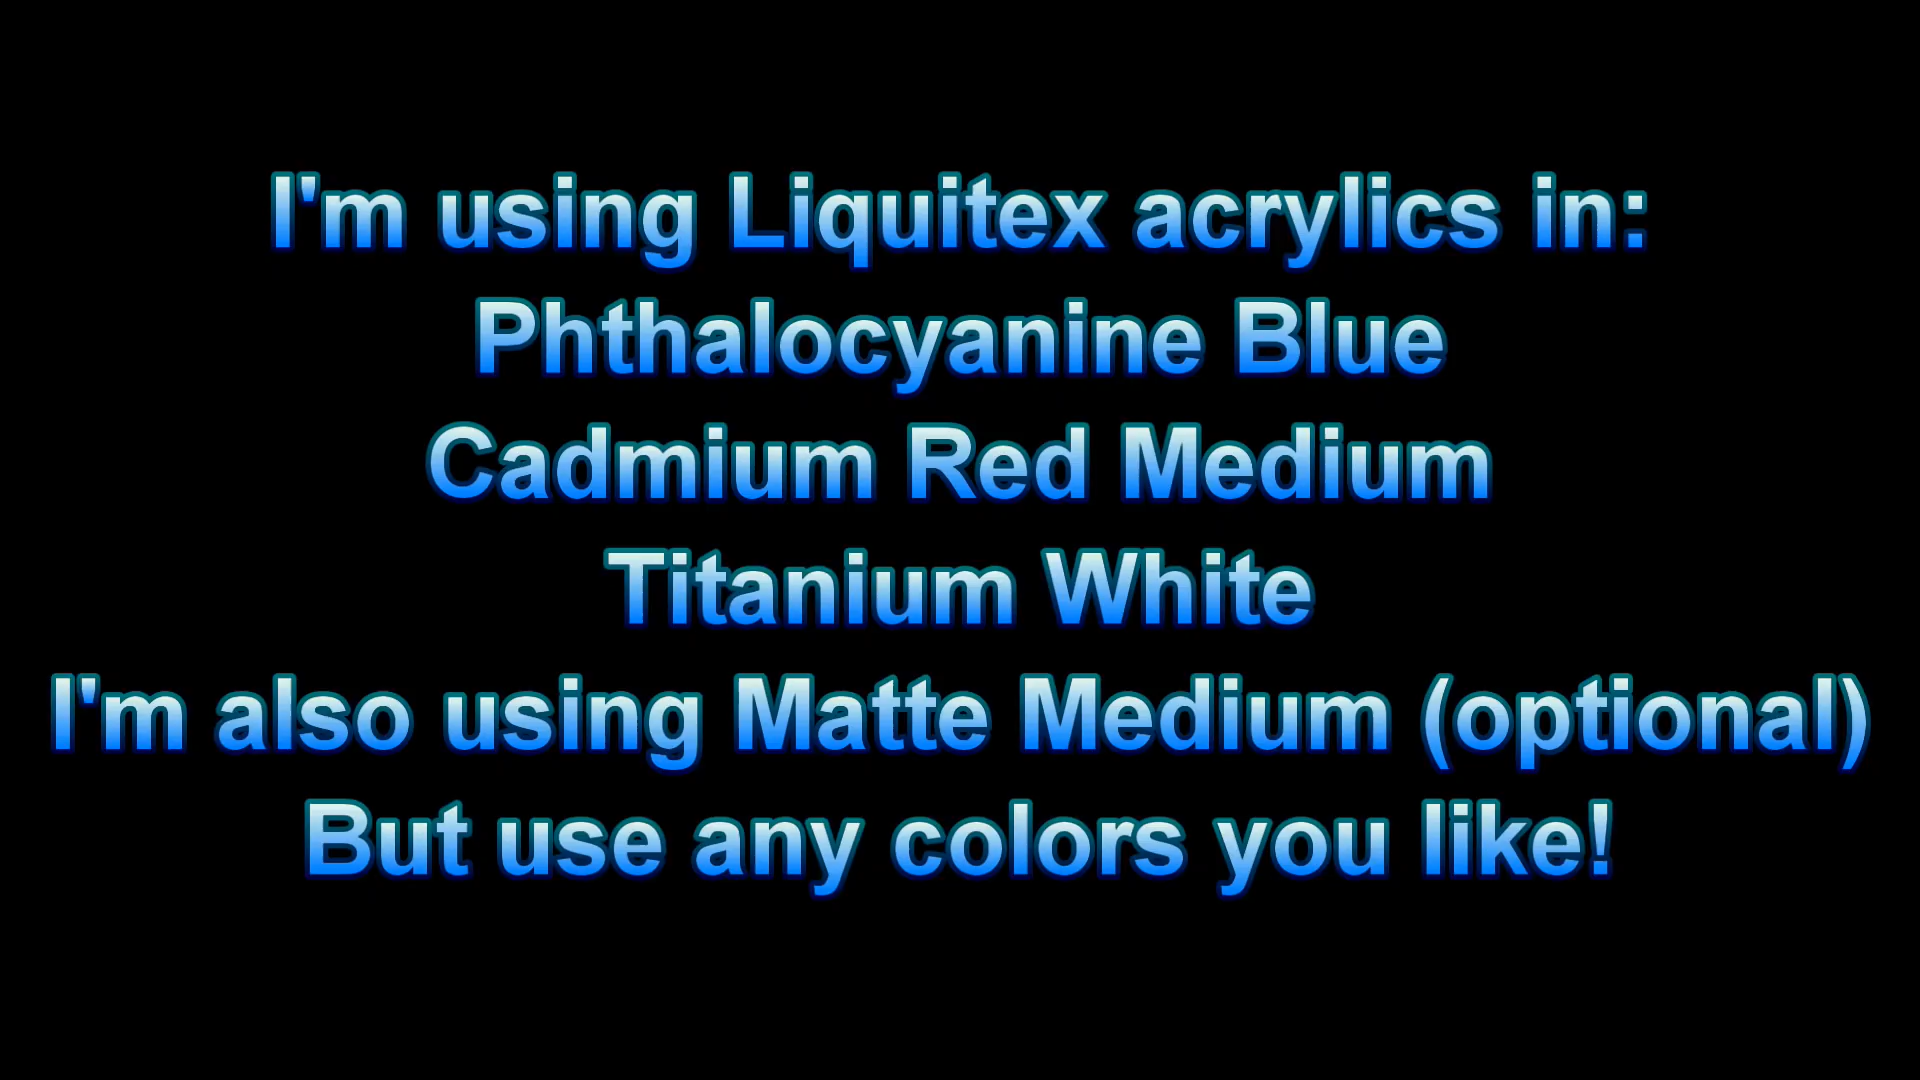 I'm using Liquitex acrylics in:
Phthalocyanine Blue
Cadmium Red Medium
Titanium White
I'm also using Matte Medium (optional)
But use any colors you like!